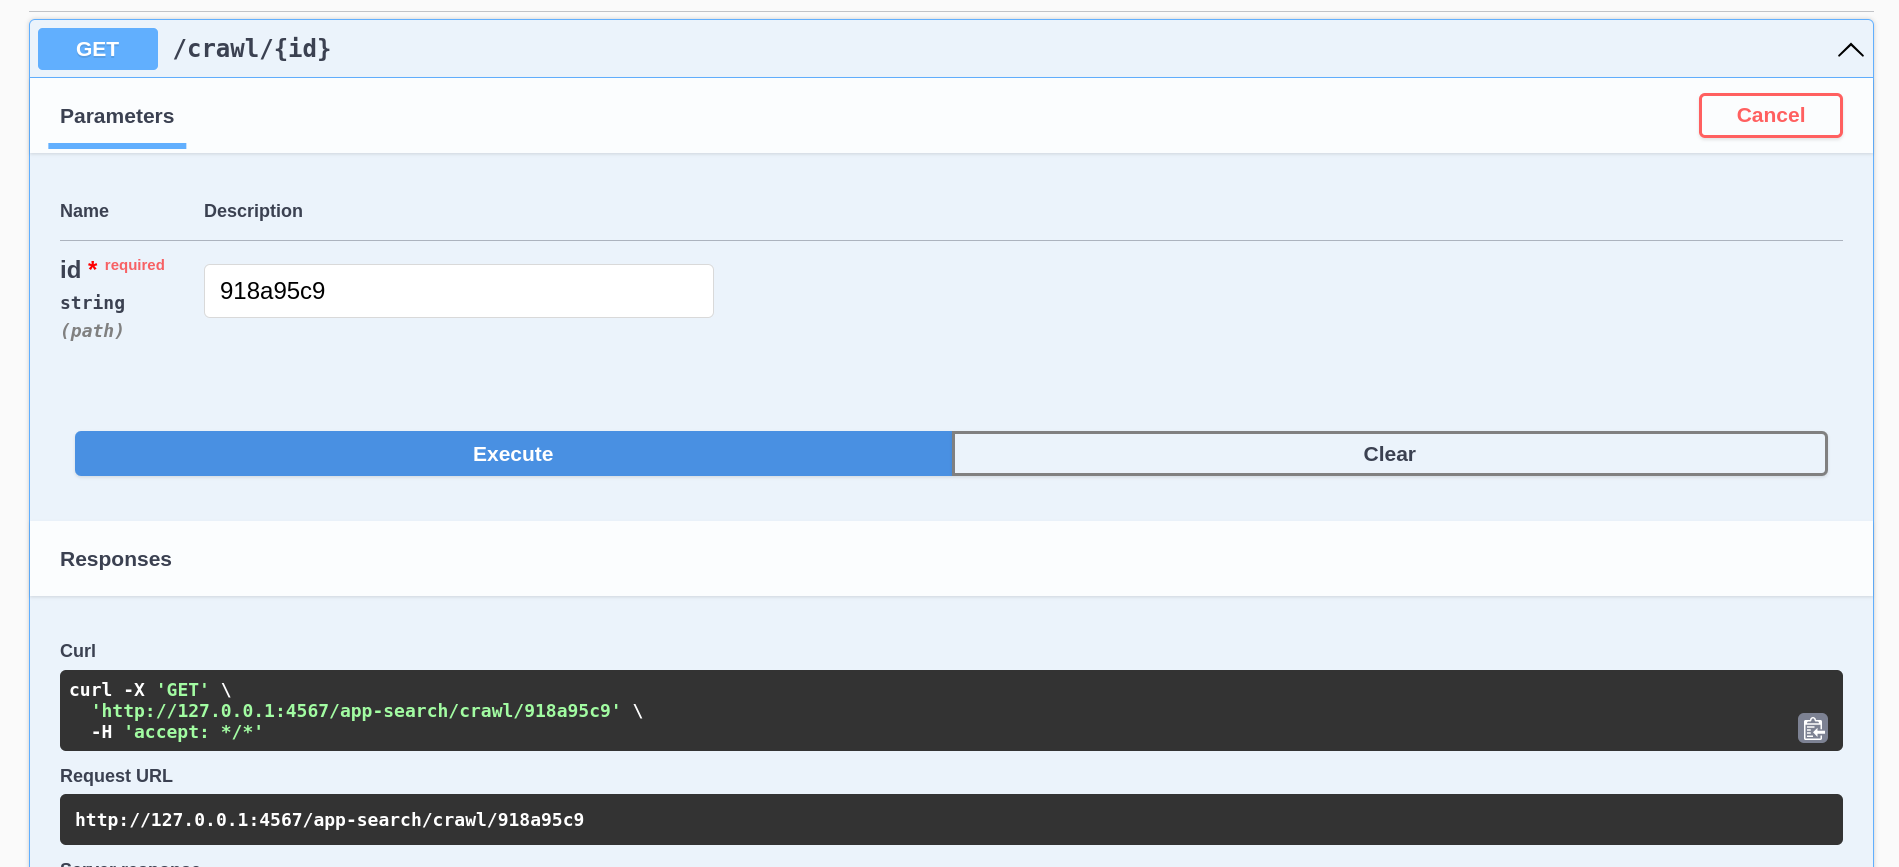 GET /crawl/{id}
Parameters
Cancel
Name Description
id * required
string
(path)
918a95c9
Execute Clear
Responses
Curl
curl -X 'GET' \
  'http://127.0.0.1:4567/app-search/crawl/918a95c9' \
  -H 'accept: */*'
Request URL
http://127.0.0.1:4567/app-search/crawl/918a95c9
Server response